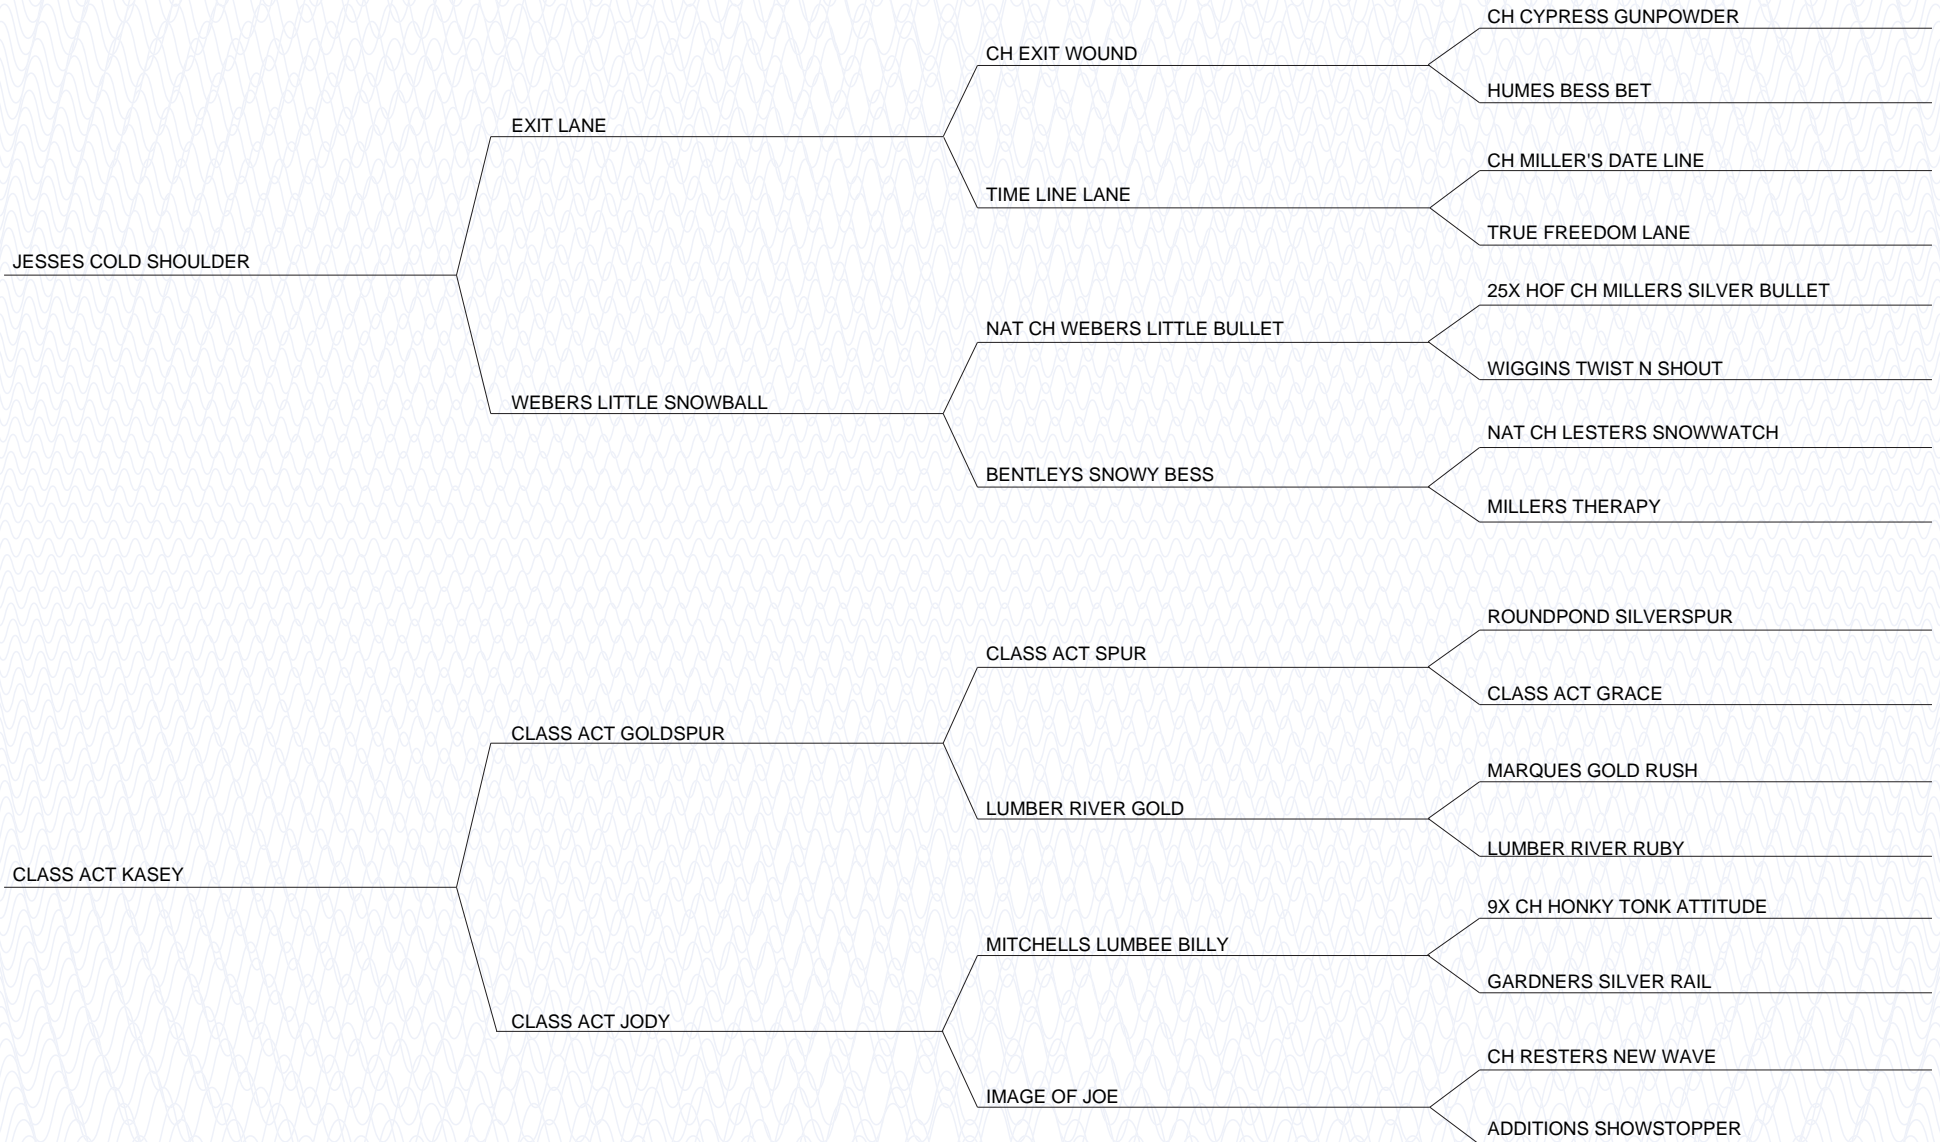 CH CYPRESS GUNPOWDER
CH EXIT WOUND
HUMES BESS BET
EXIT LANE
CH MILLER'S DATE LINE
TIME LINE LANE
TRUE FREEDOM LANE
JESSES COLD SHOULDER
25X HOF CH MILLERS SILVER BULLET
NAT CH WEBERS LITTLE BULLET
WIGGINS TWIST N SHOUT
WEBERS LITTLE SNOWBALL
NAT CH LESTERS SNOWWATCH
BENTLEYS SNOWY BESS
MILLERS THERAPY
ROUNDPOND SILVERSPUR
CLASS ACT SPUR
CLASS ACT GRACE
CLASS ACT GOLDSPUR
MARQUES GOLD RUSH
LUMBER RIVER GOLD
LUMBER RIVER RUBY
CLASS ACT KASEY
9X CH HONKY TONK ATTITUDE
MITCHELLS LUMBEE BILLY
GARDNERS SILVER RAIL
CLASS ACT JODY
CH RESTERS NEW WAVE
IMAGE OF JOE
ADDITIONS SHOWSTOPPER